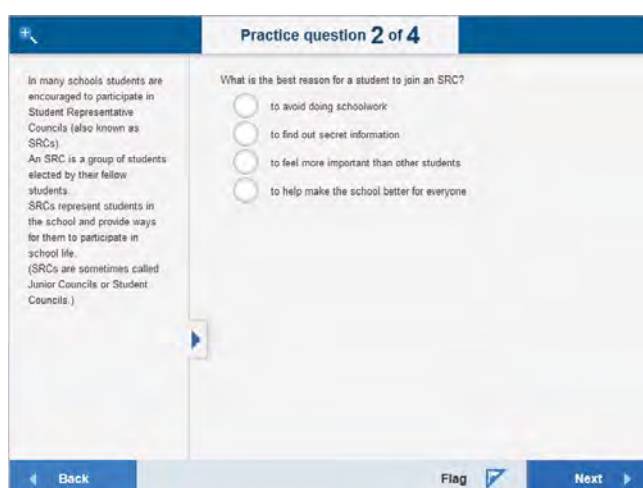 Practice question 2 of 4
In many schools students are
encouraged to participate in
Student Representative
Councils (also known as
SRCs)
An SRC is a group of students
elected by their fellow
students.
SRCs represent students in
the school and provide ways
for them to participate in
school life.
(SRCs are sometimes called
Junior Councils or Student
Councils.)
What is the best reason for a student to join an SRC?
to avoid doing schoolwork
to find out secret information
to feel more important than other students
to help make the school better for everyone
Back
Flag
Next